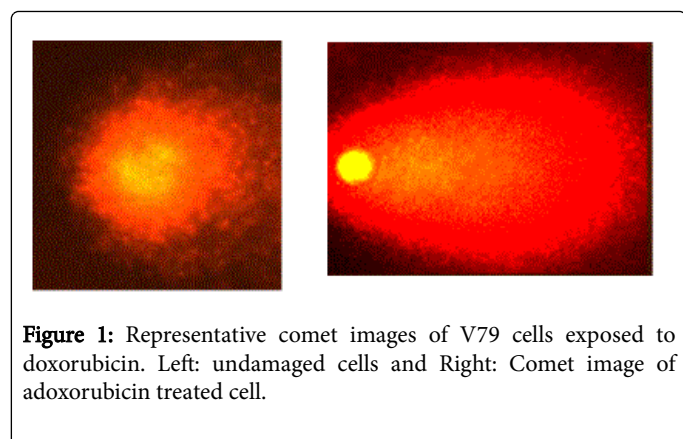 Figure 1: Representative comet images of V79 cells exposed to
doxorubicin. Left: undamaged cells and Right: Comet image of
adoxorubicin treated cell.